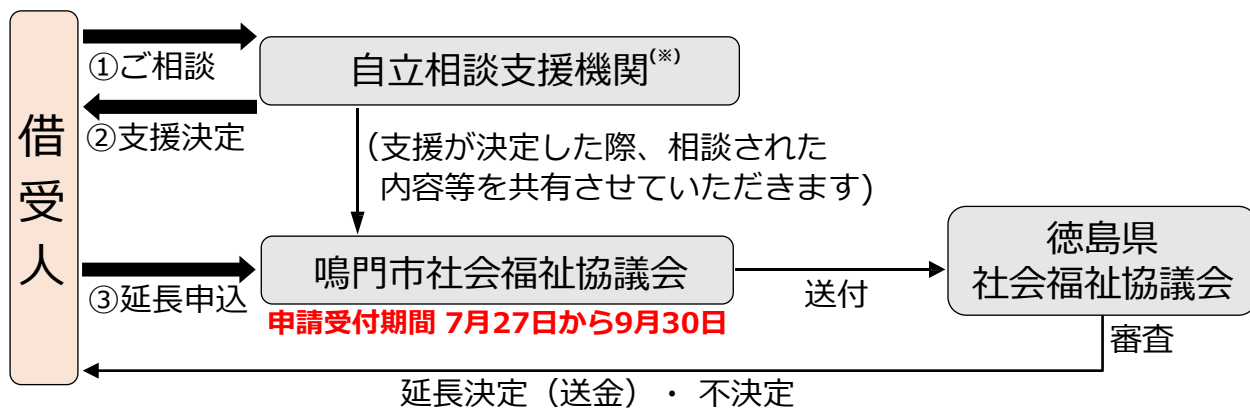 借受人
①ご相談
自立相談支援機関(※)
②支援決定
(支援が決定した際、相談された
内容等を共有させていただきます)
③延長申込
鳴門市社会福祉協議会
申請受付期間 7月27日から9月30日
送付
徳島県
社会福祉協議会
審査
延長決定（送金）・ 不決定